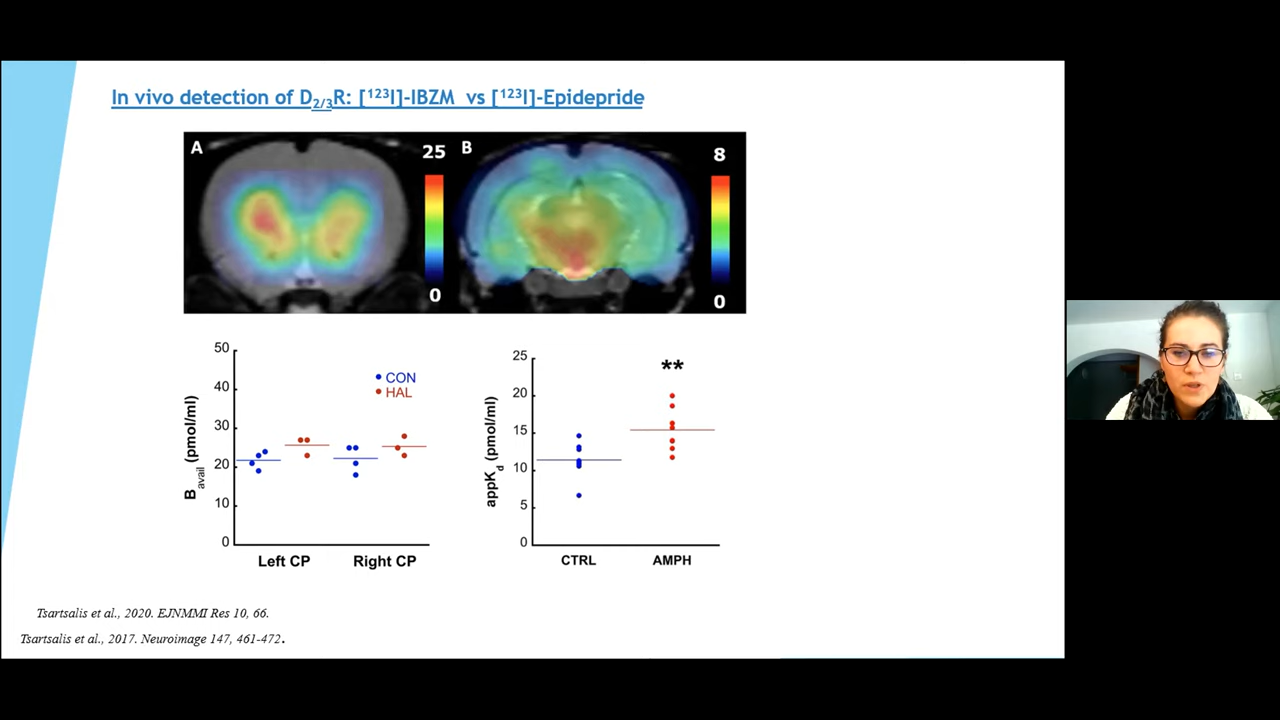 In vivo detection of D2/3R: [123I]-IBZM vs [123I]-Epidepride
A
25
0
B
8
0
50
40
30
20
10
0
Bavail (pmol/ml)
CON
HAL
Left CP
Right CP
25
20
15
10
5
0
appKd (pmol/ml)
**
CTRL
AMPH
Tsartsalis et al., 2020. EJNMMI Res 10, 66.
Tsartsalis et al., 2017. Neuroimage 147, 461-472.